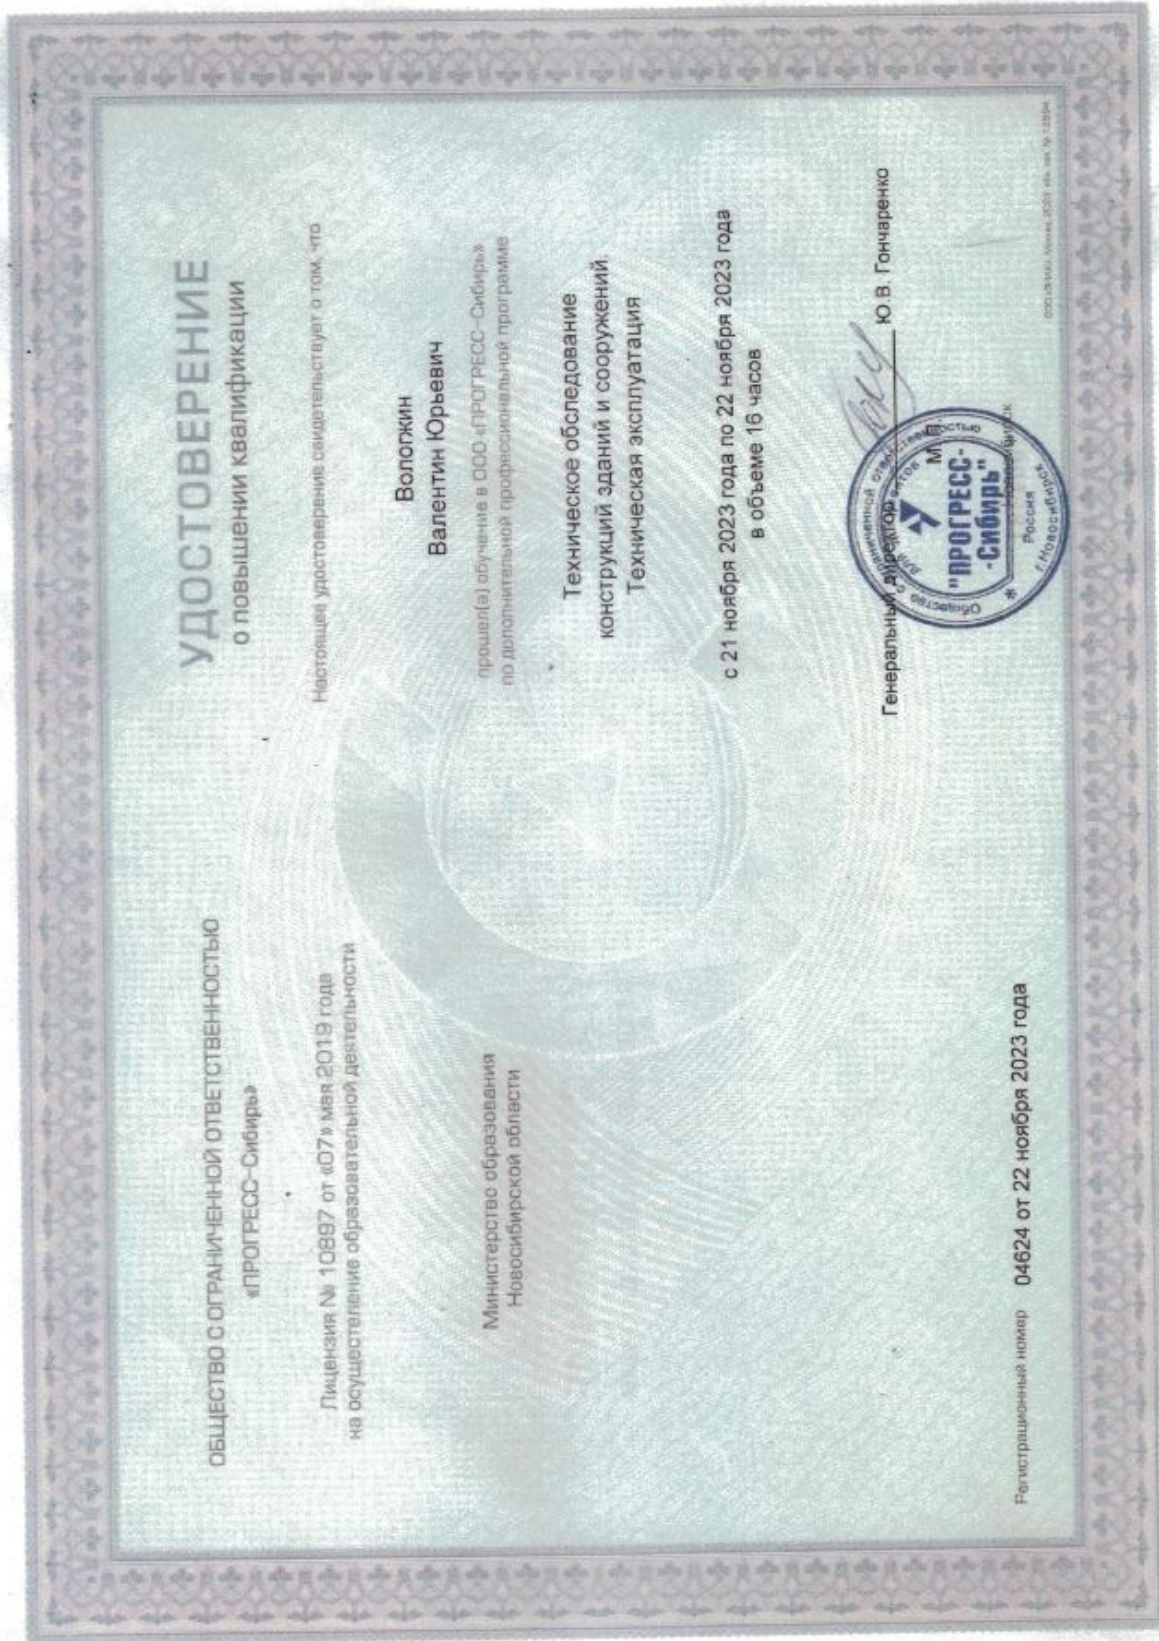 ОБЩЕСТВО С ОГРАНИЧЕННОЙ ОТВЕТСТВЕННОСТЬЮ
«ПРОГРЕСС-Сибирь»
Лицензия № 10897 от «07» мая 2019 года
на осуществление образовательной деятельности
Министерство образования
Новосибирской области
Регистрационный номер 04624 от 22 ноября 2023 года
УДОСТОВЕРЕНИЕ
о повышении квалификации
Настоящее удостоверение свидетельствует о том, что
Вологжин
Валентин Юрьевич
прошел(а) обучение в ООО «ПРОГРЕСС-Сибирь»
по дополнительной профессиональной программе
Техническое обследование
конструкций зданий и сооружений.
Техническая эксплуатация
с 21 ноября 2023 года по 22 ноября 2023 года
в объеме 16 часов
Генеральный директор Ю.В. Гончаренко
М.П.
Общество с ограниченной ответственностью
"ПРОГРЕСС-
-Сибирь"
Россия
г.Новосибирск